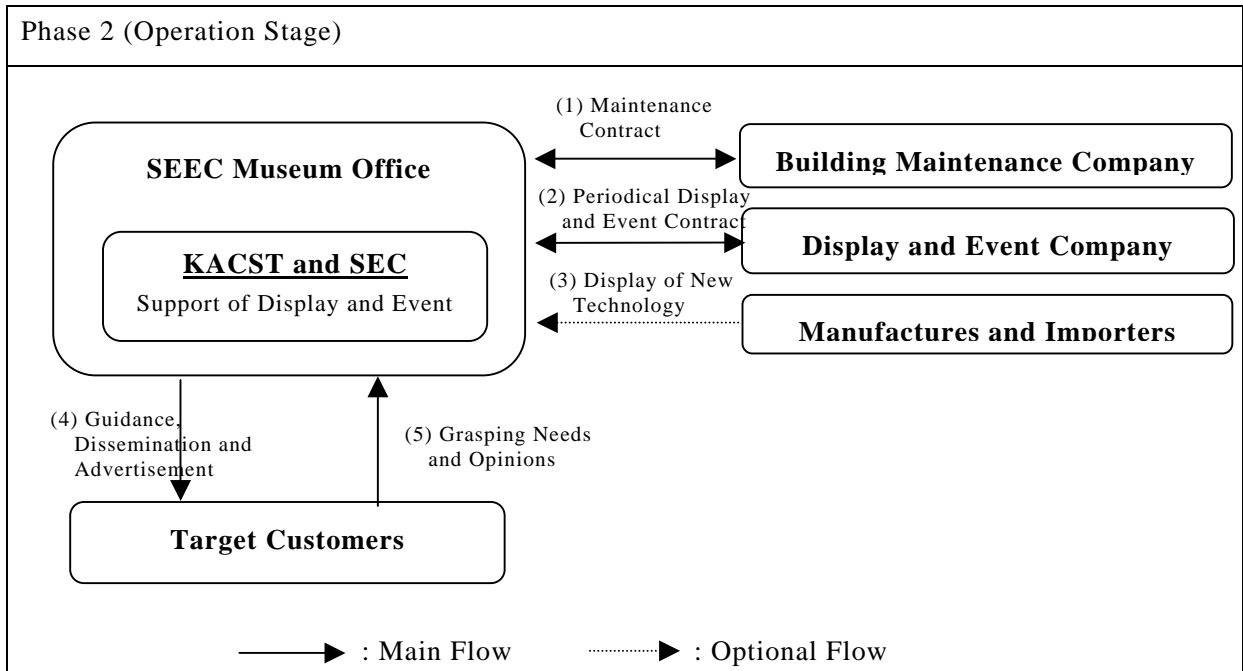 Phase 2 (Operation Stage)
(1) Maintenance
Contract
SEEC Museum Office
Building Maintenance Company
(2) Periodical Display
and Event Contract
KACST and SEC
Support of Display and Event
Display and Event Company
(3) Display of New
Technology
Manufactures and Importers
(4) Guidance,
Dissemination and
Advertisement
(5) Grasping Needs
and Opinions
Target Customers
: Main Flow
: Optional Flow